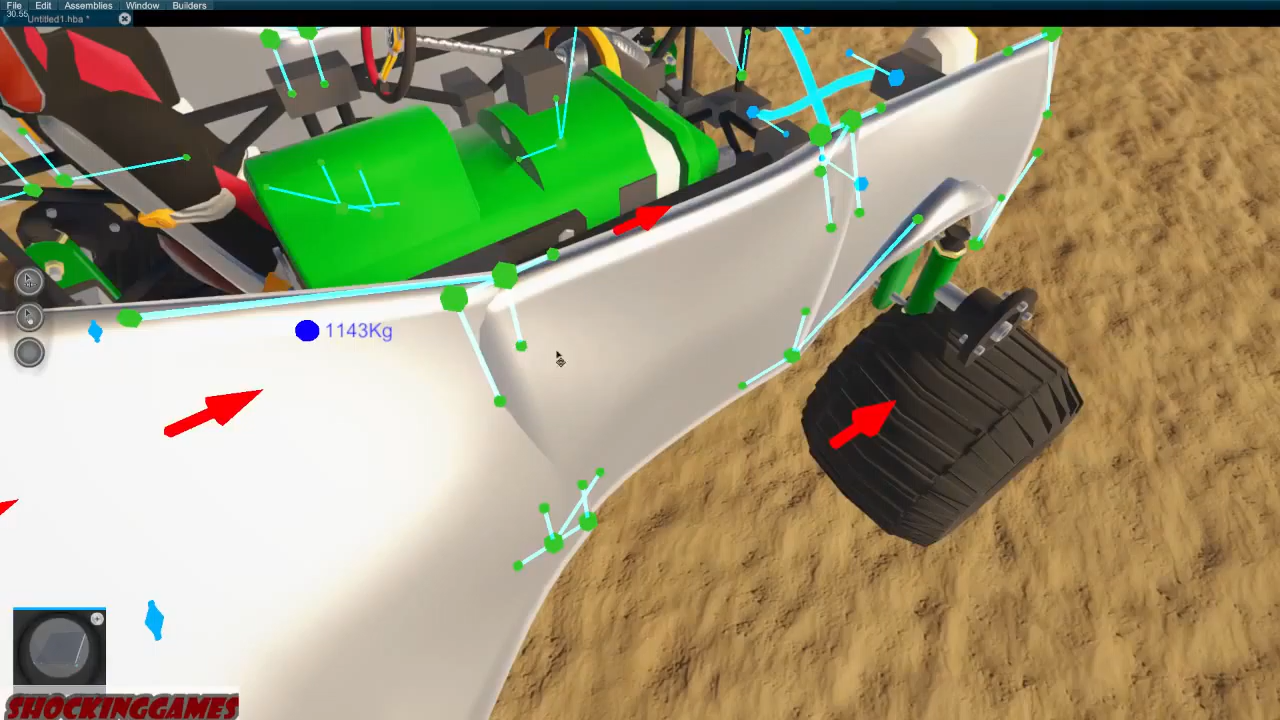 File Edit Assemblies Window Builders
30.55
Untitled1.hba *
1143Kg
SHOCKINGGAMES